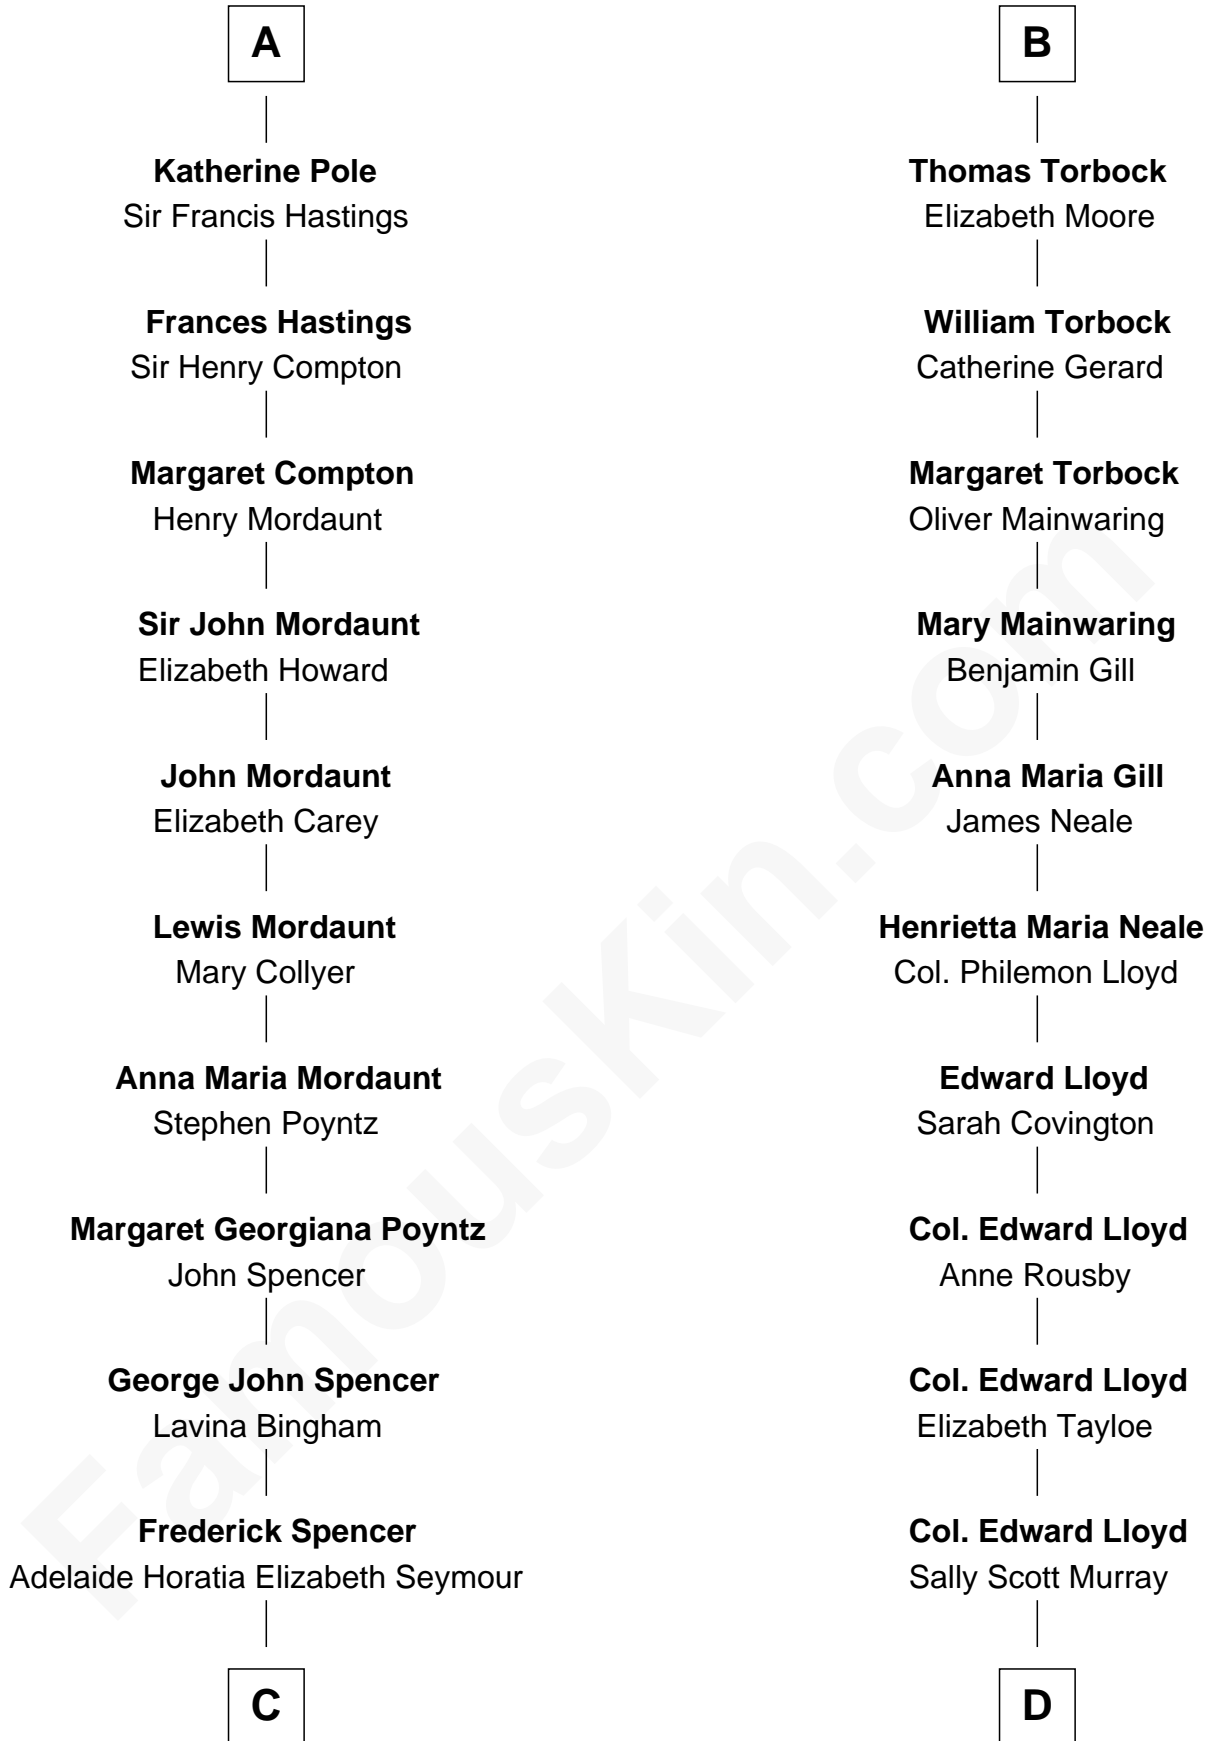 A
Katherine Pole
Sir Francis Hastings
Frances Hastings
Sir Henry Compton
Margaret Compton
Henry Mordaunt
Sir John Mordaunt
Elizabeth Howard
John Mordaunt
Elizabeth Carey
Lewis Mordaunt
Mary Collyer
Anna Maria Mordaunt
Stephen Poyntz
Margaret Georgiana Poyntz
John Spencer
George John Spencer
Lavina Bingham
Frederick Spencer
Adelaide Horatia Elizabeth Seymour
C
B
Thomas Torbock
Elizabeth Moore
William Torbock
Catherine Gerard
Margaret Torbock
Oliver Mainwaring
Mary Mainwaring
Benjamin Gill
Anna Maria Gill
James Neale
Henrietta Maria Neale
Col. Philemon Lloyd
Edward Lloyd
Sarah Covington
Col. Edward Lloyd
Anne Rousby
Col. Edward Lloyd
Elizabeth Tayloe
Col. Edward Lloyd
Sally Scott Murray
D
FamousKin.com